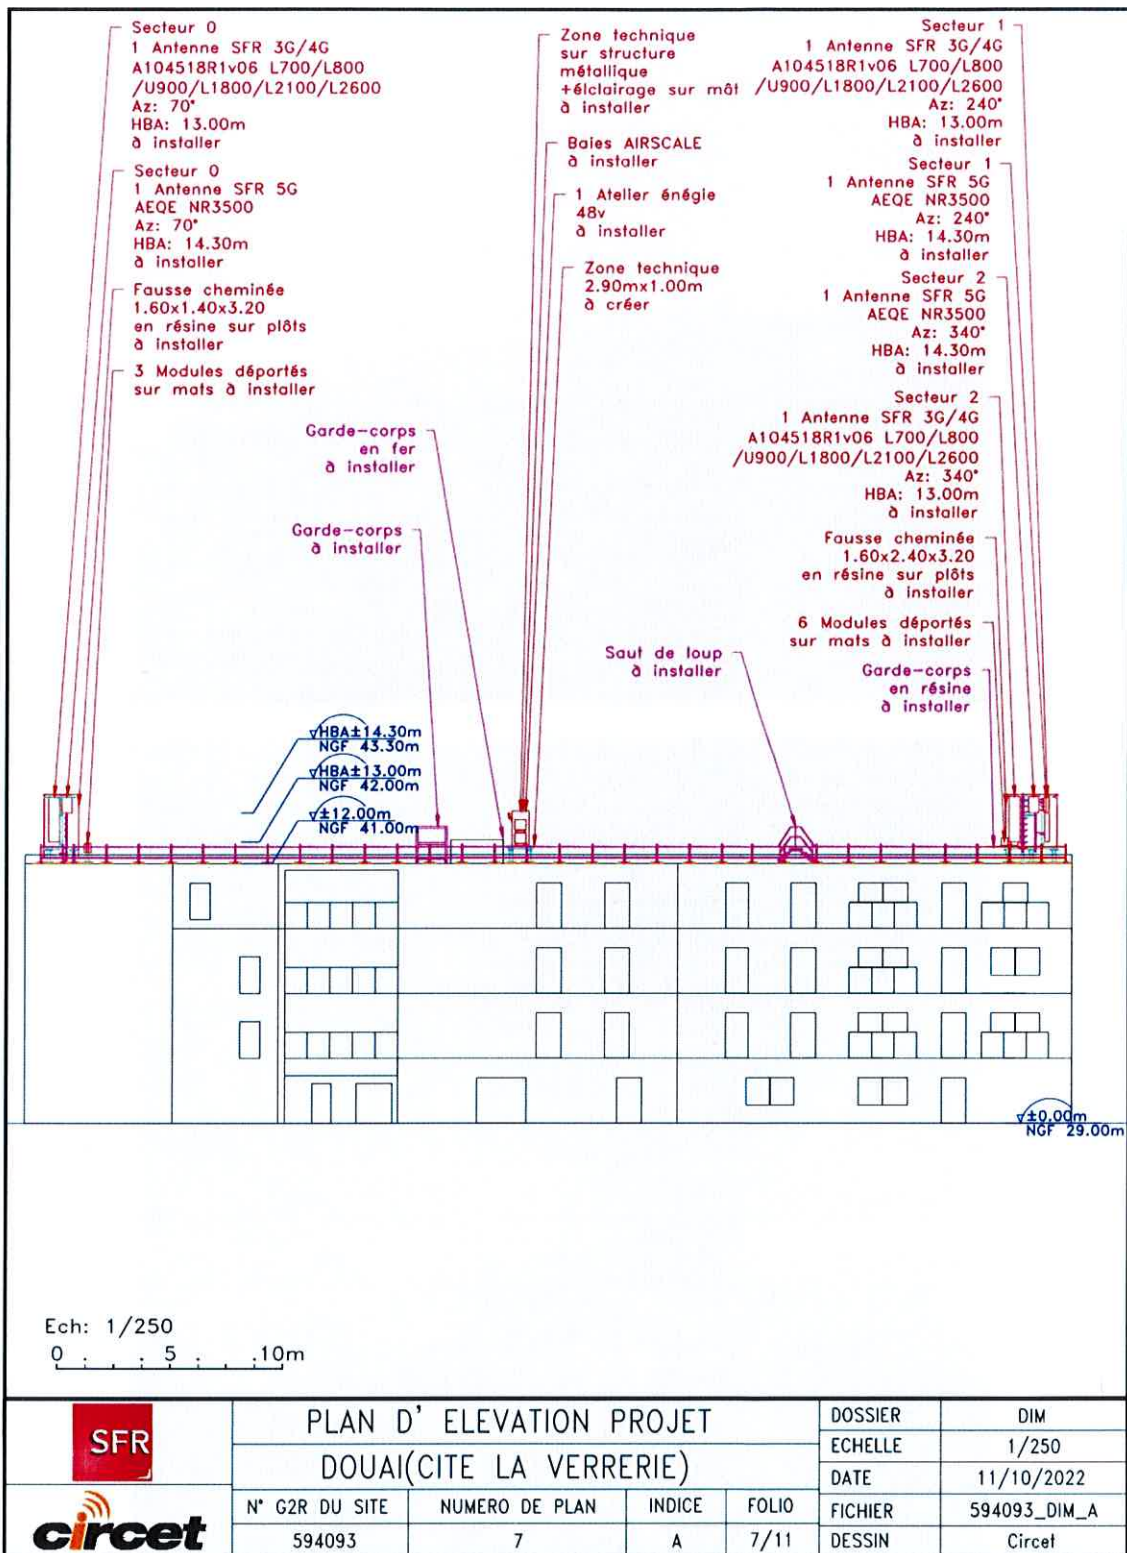 Secteur 0
1 Antenne SFR 3G/4G
A104518R1v06 L700/L800
/U900/L1800/L2100/L2600
Az: 70°
HBA: 13.00m
à installer
Secteur 0
1 Antenne SFR 5G
AEQE NR3500
Az: 70°
HBA: 14.30m
à installer
Fausse cheminée
1.60x1.40x3.20
en résine sur plôts
à installer
3 Modules déportés
sur mats à installer
Garde-corps
en fer
à installer
Garde-corps
à installer
Zone technique
sur structure
métallique
+élclairage sur môt
à installer
Baies AIRSCALE
à installer
1 Atelier énégie
48v
à installer
Zone technique
2.90mx1.00m
à créer
Secteur 1
1 Antenne SFR 3G/4G
A104518R1v06 L700/L800
/U900/L1800/L2100/L2600
Az: 240°
HBA: 13.00m
à installer
Secteur 1
1 Antenne SFR 5G
AEQE NR3500
Az: 240°
HBA: 14.30m
à installer
Secteur 2
1 Antenne SFR 5G
AEQE NR3500
Az: 340°
HBA: 14.30m
à installer
Secteur 2
1 Antenne SFR 3G/4G
A104518R1v06 L700/L800
/U900/L1800/L2100/L2600
Az: 340°
HBA: 13.00m
à installer
Fausse cheminée
1.60x2.40x3.20
en résine sur plôts
à installer
6 Modules déportés
sur mats à installer
Saut de loup
à installer
Garde-corps
en résine
à installer
HBA±14.30m
NGF 43.30m
HBA±13.00m
NGF 42.00m
±12.00m
NGF 41.00m
±0.00m
NGF 29.00m
Ech: 1/250
0 : : 5 : : 10m
SFR
circet
PLAN D' ELEVATION PROJET
DOUAI(CITE LA VERRERIE)
N° G2R DU SITE NUMERO DE PLAN INDICE FOLIO
594093 7 A 7/11
DOSSIER DIM
ECHELLE 1/250
DATE 11/10/2022
FICHIER 594093_DIM_A
DESSIN Circet